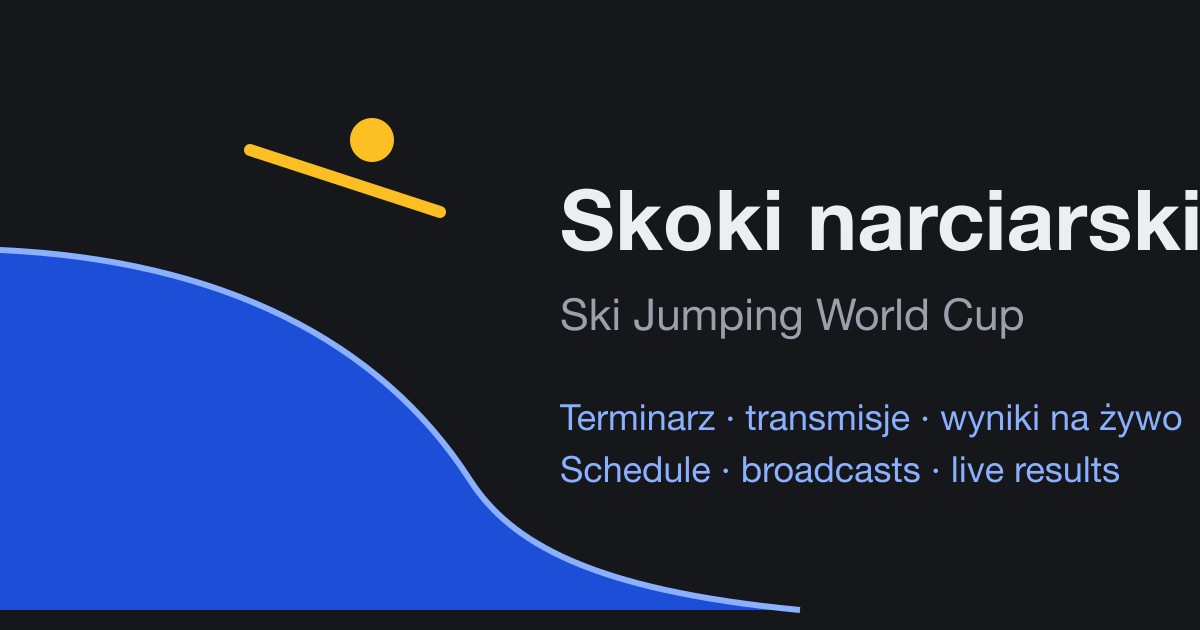 Skoki narciarski
Ski Jumping World Cup
Terminarz · transmisje · wyniki na żywo
Schedule · broadcasts · live results